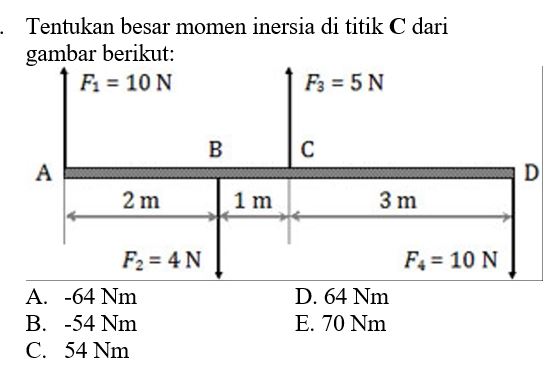 . Tentukan besar momen inersia di titik C dari
gambar berikut:
F₁ = 10 N
F₃ = 5 N
B
C
A
D
2 m
1 m
3 m
F₂ = 4 N
F₄ = 10 N
A. -64 Nm
D. 64 Nm
B. -54 Nm
E. 70 Nm
C. 54 Nm